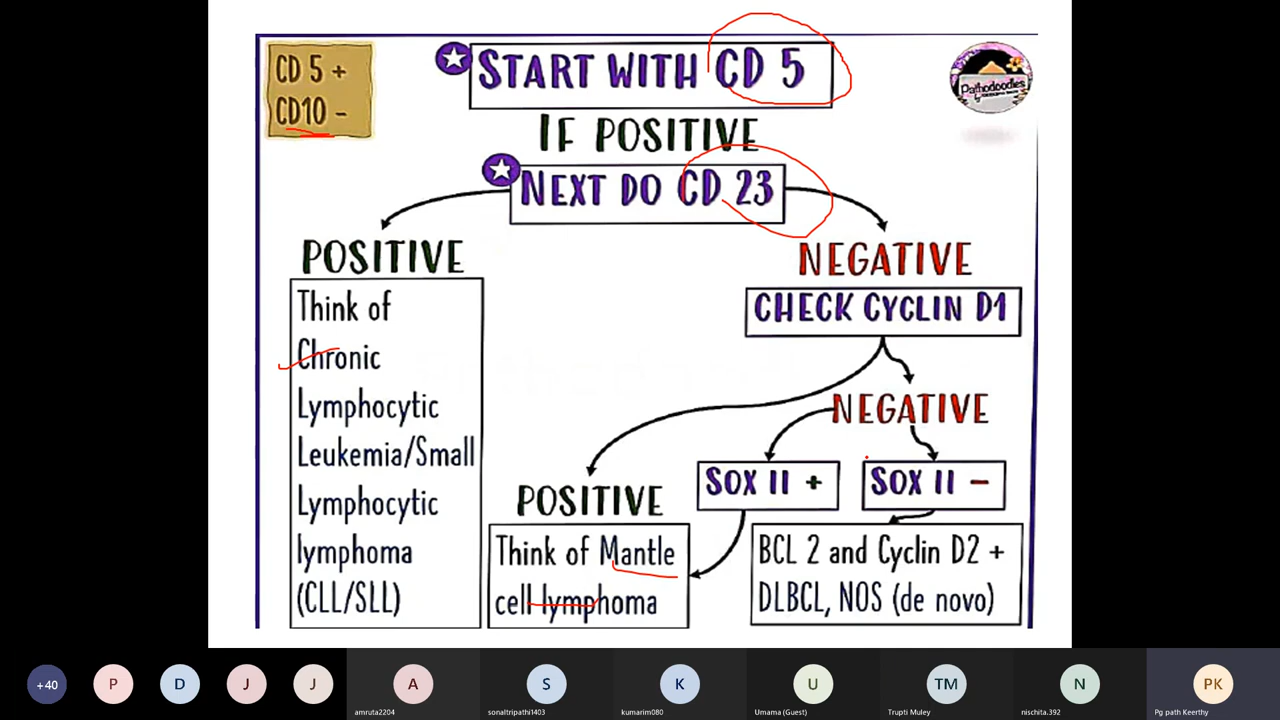 CD 5 +
CD10 -
START WITH CD 5
Pathodoodles
IF POSITIVE
NEXT DO CD 23
POSITIVE
Think of
Chronic
Lymphocytic
Leukemia/Small
Lymphocytic
lymphoma
(CLL/SLL)
NEGATIVE
CHECK CYCLIN D1
NEGATIVE
SOX II +
SOX II -
POSITIVE
Think of Mantle
cell lymphoma
BCL 2 and Cyclin D2 +
DLBCL, NOS (de novo)
+40
P
D
J
J
A
amruta2204
S
sonaltripathi1403
K
kumarim080
U
Umama (Guest)
TM
Trupti Muley
N
nischita.392
PK
Pg path Keerthy